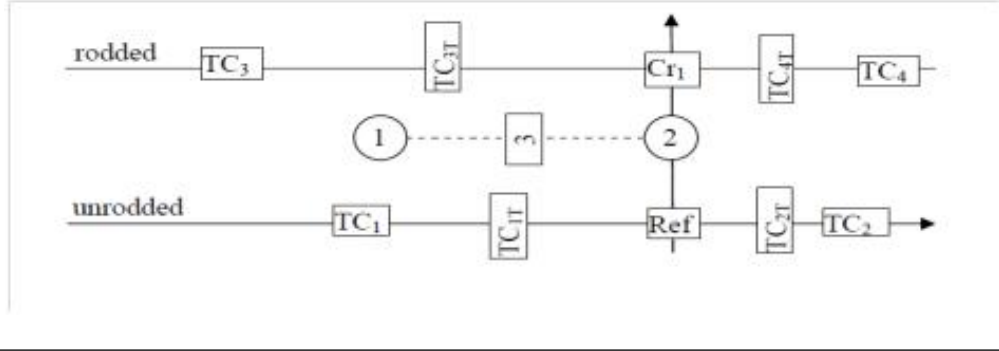 rodded
TC₃
TC₃T
Cr₁
TC₄T
TC₄
1
3
2
unrodded
TC₁
TC₁T
Ref
TC₂T
TC₂